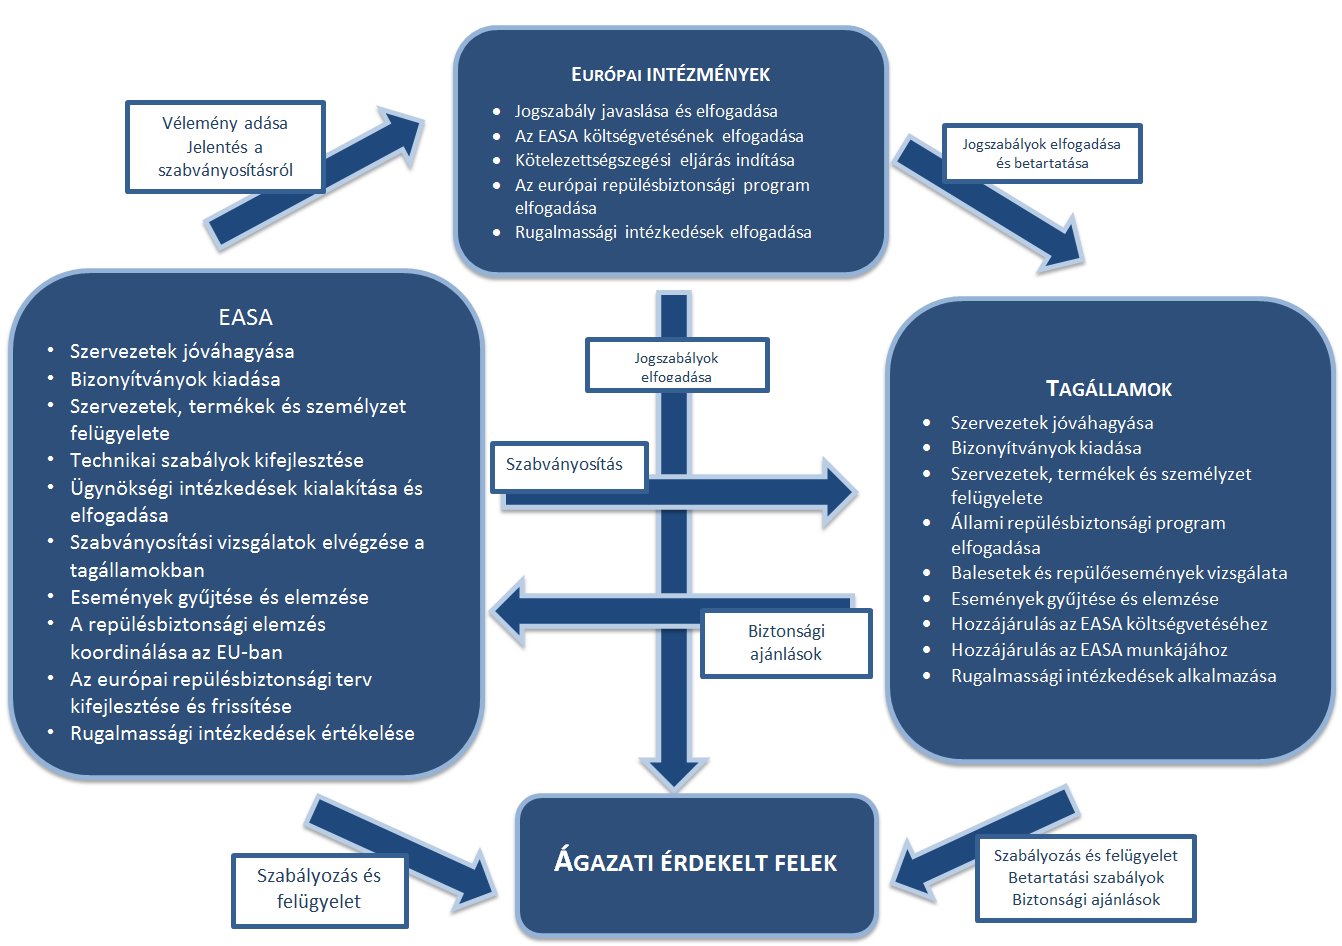 EURÓPAI INTÉZMÉNYEK
• Jogszabály javaslása és elfogadása
• Az EASA költségvetésének elfogadása
• Kötelezettségszegési eljárás indítása
• Az európai repülésbiztonsági program
elfogadása
• Rugalmassági intézkedések elfogadása
Vélemény adása
Jelentés a
szabványosításról
Jogszabályok elfogadása
és betartatása
EASA
• Szervezetek jóváhagyása
• Bizonyítványok kiadása
• Szervezetek, termékek és személyzet
felügyelete
• Technikai szabályok kifejlesztése
• Ügynökségi intézkedések kialakítása és
elfogadása
• Szabványosítási vizsgálatok elvégzése a
tagállamokban
• Események gyűjtése és elemzése
• A repülésbiztonsági elemzés
koordinálása az EU-ban
• Az európai repülésbiztonsági terv
kifejlesztése és frissítése
• Rugalmassági intézkedések értékelése
Jogszabályok
elfogadása
Szabványosítás
Biztonsági
ajánlások
TAGÁLLAMOK
• Szervezetek jóváhagyása
• Bizonyítványok kiadása
• Szervezetek, termékek és személyzet
felügyelete
• Állami repülésbiztonsági program
elfogadása
• Balesetek és repülőesemények vizsgálata
• Események gyűjtése és elemzése
• Hozzájárulás az EASA költségvetéséhez
• Hozzájárulás az EASA munkájához
• Rugalmassági intézkedések alkalmazása
Szabályozás és
felügyelet
ÁGAZATI ÉRDEKELT FELEK
Szabályozás és felügyelet
Betartatási szabályok
Biztonsági ajánlások